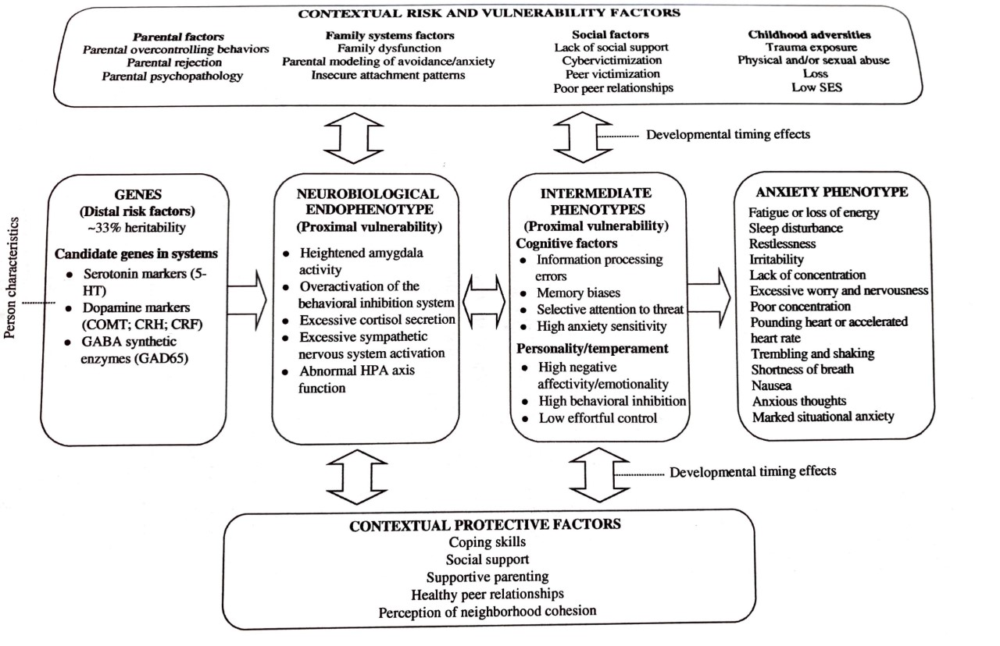 CONTEXTUAL RISK AND VULNERABILITY FACTORS
Parental factors
Parental overcontrolling behaviors
Parental rejection
Parental psychopathology
Family systems factors
Family dysfunction
Parental modeling of avoidance/anxiety
Insecure attachment patterns
Social factors
Lack of social support
Cybervictimization
Peer victimization
Poor peer relationships
Childhood adversities
Trauma exposure
Physical and/or sexual abuse
Loss
Low SES
Developmental timing effects
Person characteristics
GENES
(Distal risk factors)
~33% heritability
Candidate genes in systems
● Serotonin markers (5-
HT)
● Dopamine markers
(COMT; CRH; CRF)
● GABA synthetic
enzymes (GAD65)
NEUROBIOLOGICAL
ENDOPHENOTYPE
(Proximal vulnerability)
● Heightened amygdala
activity
● Overactivation of the
behavioral inhibition system
● Excessive cortisol secretion
● Excessive sympathetic
nervous system activation
● Abnormal HPA axis
function
INTERMEDIATE
PHENOTYPES
(Proximal vulnerability)
Cognitive factors
● Information processing
errors
● Memory biases
● Selective attention to threat
● High anxiety sensitivity
Personality/temperament
● High negative
affectivity/emotionality
● High behavioral inhibition
● Low effortful control
ANXIETY PHENOTYPE
Fatigue or loss of energy
Sleep disturbance
Restlessness
Irritability
Lack of concentration
Excessive worry and nervousness
Poor concentration
Pounding heart or accelerated
heart rate
Trembling and shaking
Shortness of breath
Nausea
Anxious thoughts
Marked situational anxiety
Developmental timing effects
CONTEXTUAL PROTECTIVE FACTORS
Coping skills
Social support
Supportive parenting
Healthy peer relationships
Perception of neighborhood cohesion